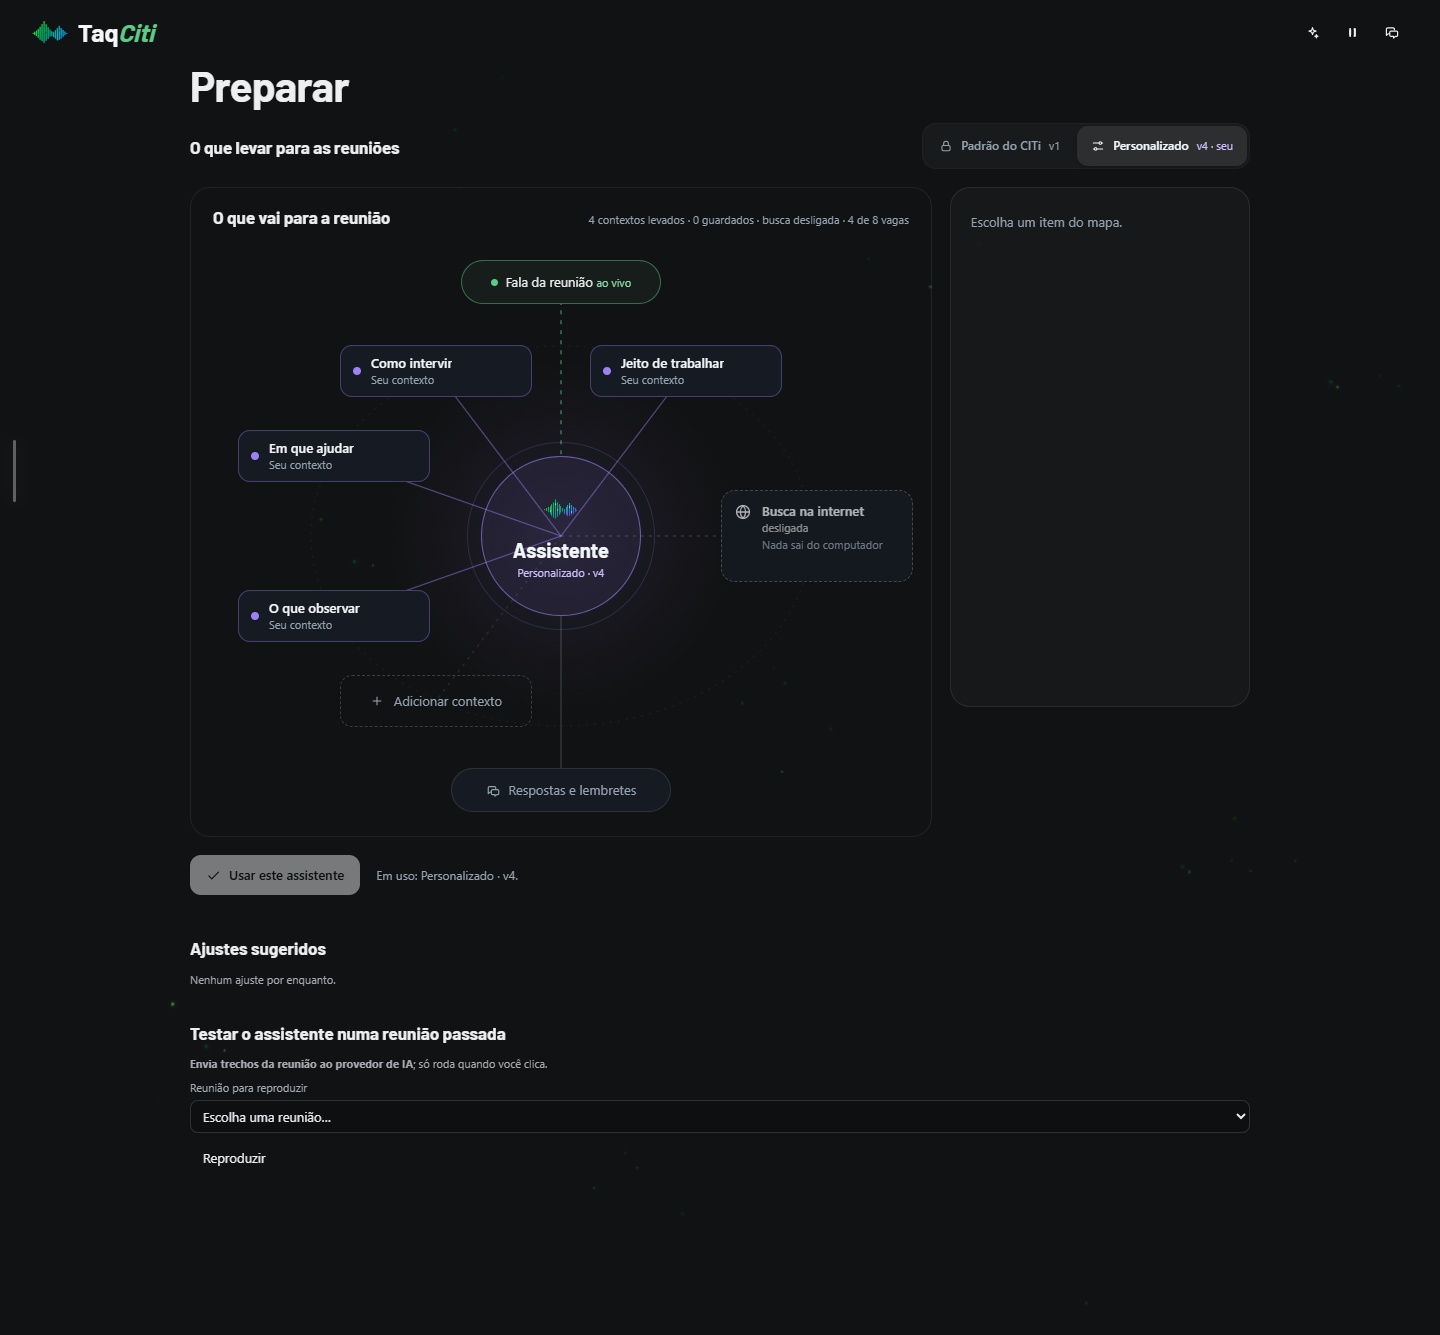 TaqCiti
Preparar
O que levar para as reuniões
Padrão do CITi v1
Personalizado v4 · seu
O que vai para a reunião
4 contextos levados · 0 guardados · busca desligada · 4 de 8 vagas
Escolha um item do mapa.
Fala da reunião ao vivo
Como intervir
Seu contexto
Jeito de trabalhar
Seu contexto
Em que ajudar
Seu contexto
Busca na internet
desligada
Nada sai do computador
Assistente
Personalizado · v4
O que observar
Seu contexto
Adicionar contexto
Respostas e lembretes
Usar este assistente
Em uso: Personalizado · v4.
Ajustes sugeridos
Nenhum ajuste por enquanto.
Testar o assistente numa reunião passada
Envia trechos da reunião ao provedor de IA; só roda quando você clica.
Reunião para reproduzir
Escolha uma reunião...
Reproduzir